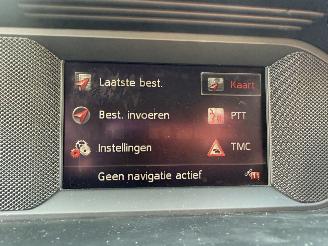 Laatste best. Kaart
Best. invoeren PTT
Instellingen TMC
Geen navigatie actief